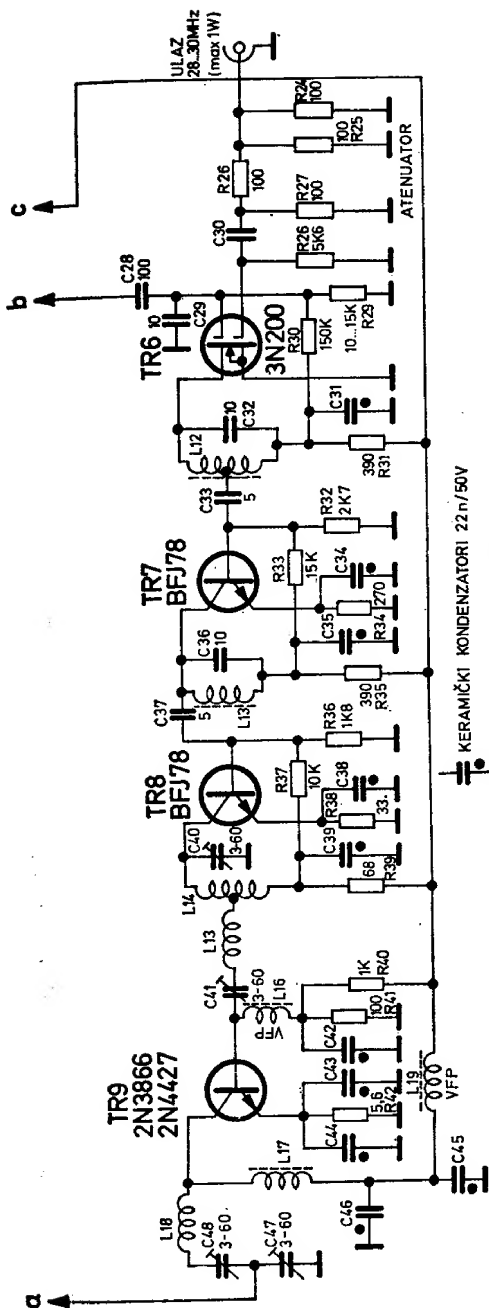 a
b
c
TR9
2N3866
2N4427
TR8
BFJ78
TR7
BFJ78
TR6
3N200
ULAZ
28..30MHz
(max 1W)
ATENUATOR
KERAMIČKI KONDENZATORI 22n/50V
L18
C48
3-60
C47
3-60
L17
C46
C45
C44
5,6
R42
C43
C42
100
R41
1K
R40
L19
VFP
C41
3-60
L16
VFP
L13
L14
C40
3-60
68
R39
C39
33.
R38
C38
R37
10K
R36
1K8
C37
5
L13
C36
10
390
R35
C35
270
R34
C34
R33
15K
R32
2K7
C33
5
L12
10
C32
390
R31
C31
R30
150K
10...15K
R29
C28
100
10
C29
C30
R26
5K6
R27
100
R26
100
100
R25
R24
100